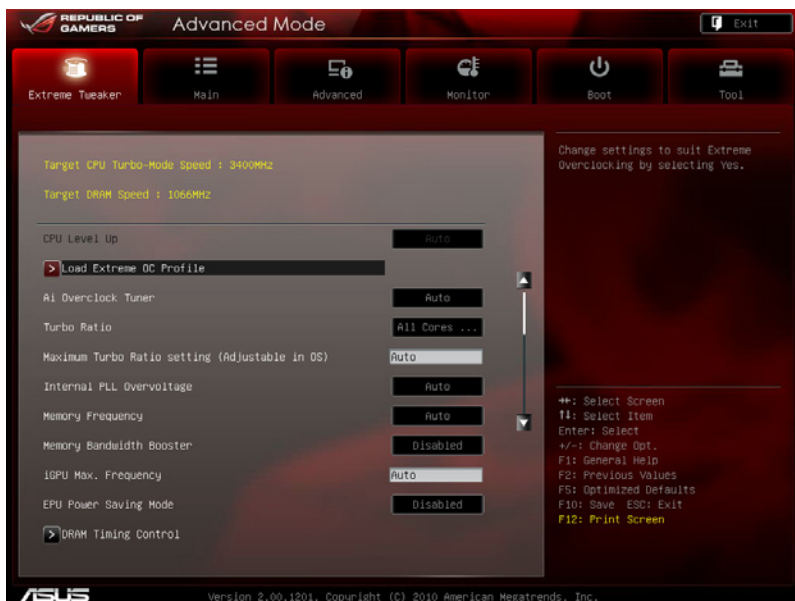 REPUBLIC OF
GAMERS
Advanced Mode
Exit
Extreme Tweaker
Main
Advanced
Monitor
Boot
Tool
Target CPU Turbo-Mode Speed : 3400MHz
Target DRAM Speed : 1066MHz
CPU Level Up Auto
> Load Extreme OC Profile
Ai Overclock Tuner Auto
Turbo Ratio All Cores ...
Maximum Turbo Ratio setting (Adjustable in OS) Auto
Internal PLL Overvoltage Auto
Memory Frequency Auto
Memory Bandwidth Booster Disabled
iGPU Max. Frequency Auto
EPU Power Saving Mode Disabled
> DRAM Timing Control
Change settings to suit Extreme
Overclocking by selecting Yes.
→←: Select Screen
↑↓: Select Item
Enter: Select
+/-: Change Opt.
F1: General Help
F2: Previous Values
F5: Optimized Defaults
F10: Save ESC: Exit
F12: Print Screen
ASUS
Version 2.00.1201. Copyright (C) 2010 American Megatrends, Inc.